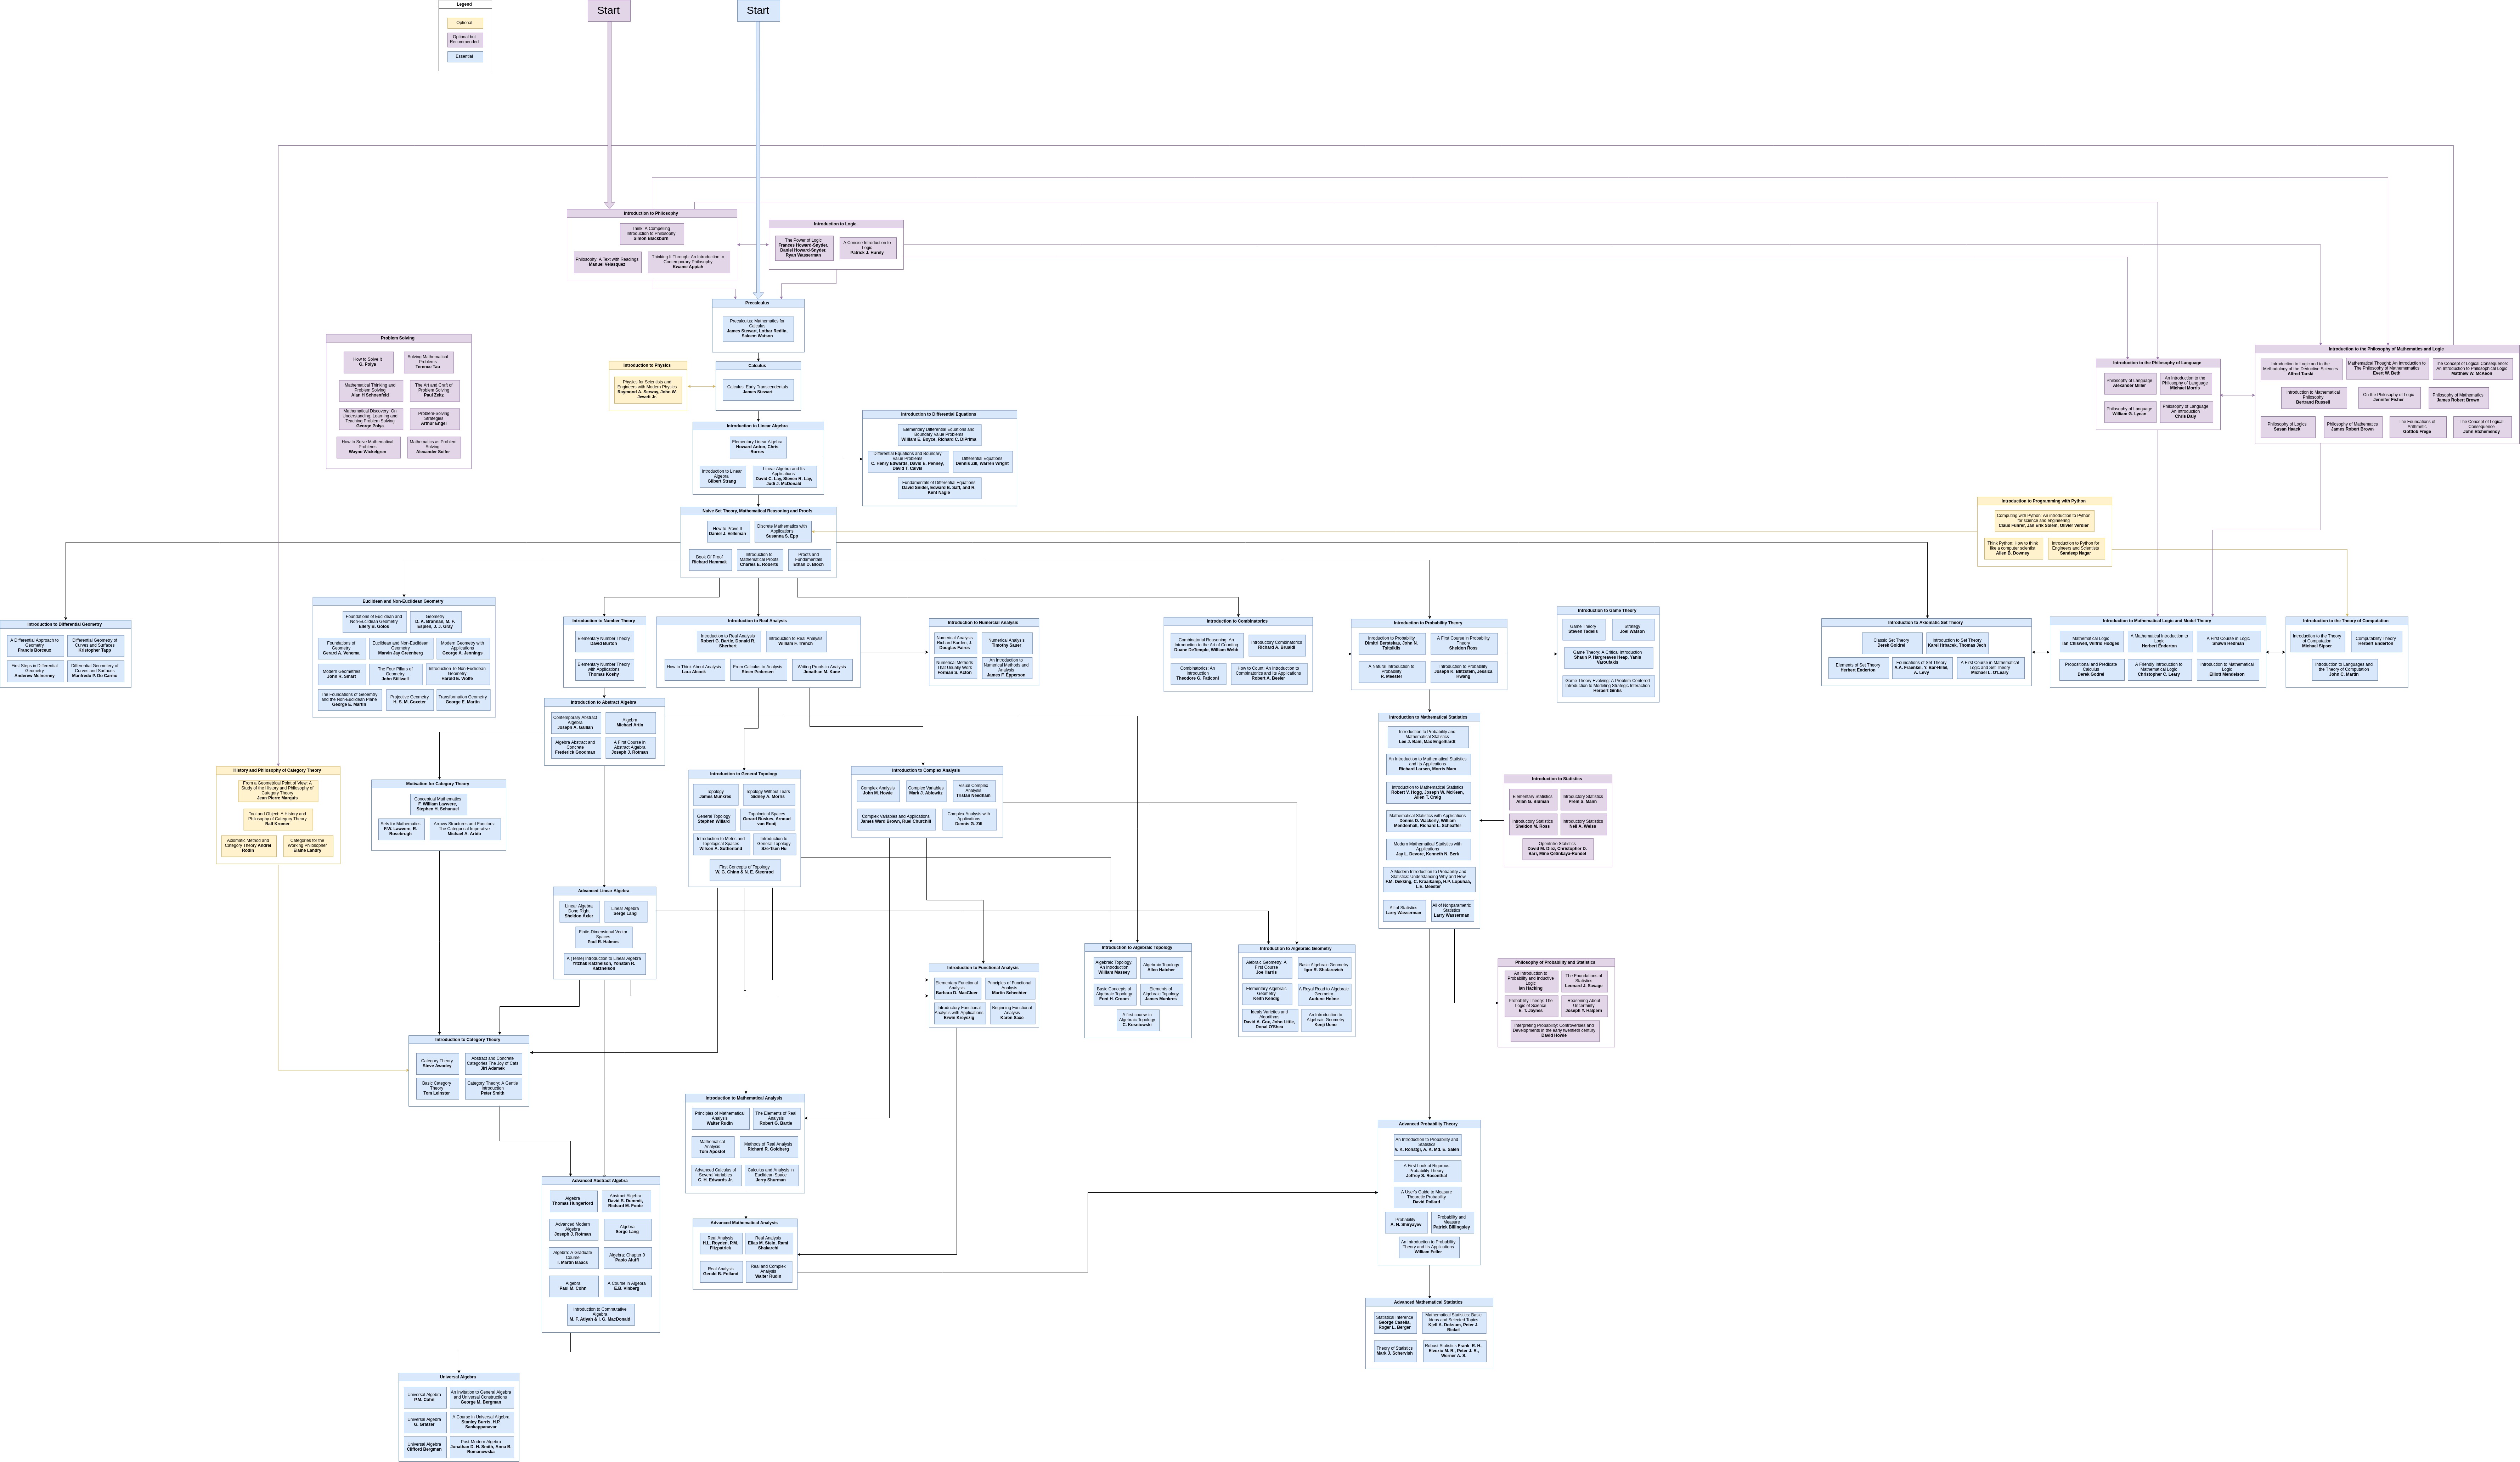 Legend
Optional
Optional but
Recommended
Essential
Start
Start
Introduction to Philosophy
Think: A Compelling
Introduction to Philosophy
Simon Blackburn
Philosophy: A Text with Readings
Manuel Velasquez
Thinking it Through: An Introduction to
Contemporary Philosophy
Kwame Appiah
Introduction to Logic
The Power of Logic
Frances Howard-Snyder,
Daniel Howard-Snyder,
Ryan Wasserman
A Concise Introduction to
Logic
Patrick J. Hurely
Precalculus
Precalculus: Mathematics for
Calculus
James Stewart, Lothar Redlin,
Saleem Watson
Problem Solving
How to Solve It
G. Polya
Solving Mathematical
Problems
Terence Tao
Mathematical Thinking and
Problem Solving
Alan H Schoenfeld
The Art and Craft of
Problem Solving
Paul Zeitz
Mathematical Discovery: On
Understanding, Learning and
Teaching Problem Solving
George Polya
Problem-Solving
Strategies
Arthur Engel
How to Solve Mathematical
Problems
Wayne Wickelgren
Mathematics as Problem
Solving
Alexander Soifer
Introduction to Physics
Physics for Scientists and
Engineers with Modern Physics
Raymond A. Serway, John W.
Jewett Jr.
Calculus
Calculus: Early Transcendentals
James Stewart
Introduction to Linear Algebra
Elementary Linear Algebra
Howard Anton, Chris
Rorres
Introduction to Linear
Algebra
Gilbert Strang
Linear Algebra and Its
Applications
David C. Lay, Steven R. Lay,
Judi J. McDonald
Introduction to Differential Equations
Elementary Differential Equations and
Boundary Value Problems
William E. Boyce, Richard C. DiPrima
Differential Equations and Boundary
Value Problems
C. Henry Edwards, David E. Penney,
David T. Calvis
Differential Equations
Dennis Zill, Warren Wright
Fundamentals of Differential Equations
David Snider, Edward B. Saff, and R.
Kent Nagle
Introduction to the Philosophy of Language
Philosophy of Language
Alexander Miller
An Introduction to the
Philosophy of Language
Michael Morris
Philosophy of Language
William G. Lycan
Philosophy of Language
An Introduction
Chris Daly
Introduction to the Philosophy of Mathematics and Logic
Introduction to Logic and to the
Methodology of the Deductive Sciences
Alfred Tarski
Mathematical Thought: An Introduction to
The Philosophy of Mathemematics
Evert W. Beth
The Concept of Logical Consequence:
An Introduction to Philosophical Logic
Matthew W. McKeon
Introduction to Mathematical
Philosophy
Bertrand Russell
On the Philosophy of Logic
Jennifer Fisher
Philosophy of Mathematics
James Robert Brown
Philosophy of Logics
Susan Haack
Philosophy of Mathematics
James Robert Brown
The Foundations of
Arithmetic
Gottlob Frege
The Concept of Logical
Consequence
John Etchemendy
Naive Set Theory, Mathematical Reasoning and Proofs
How to Prove It
Daniel J. Velleman
Discrete Mathematics with
Applications
Susanna S. Epp
Book Of Proof
Richard Hammak
Introduction to
Mathematical Proofs
Charles E. Roberts
Proofs and
Fundamentals
Ethan D. Bloch
Introduction to Programming with Python
Computing with Python: An introduction to Python
for science and engineering
Claus Fuhrer, Jan Erik Solem, Olivier Verdier
Think Python: How to think
like a computer scientist
Allen B. Downey
Introduction to Python for
Engineers and Scientists
Sandeep Nagar
Introduction to Differential Geometry
A Differential Approach to
Geometry
Francis Borceux
Differential Geometry of
Curves and Surfaces
Kristopher Tapp
First Steps in Differential
Geometry
Andrew McInerney
Differential Geometery of
Curves and Surfaces
Manfredo P. Do Carmo
Euclidean and Non-Euclidean Geometry
Foundations of Euclidean and
Non-Euclidean Geometry
Ellery B. Goloo
Geometry
D. A. Brannan, M. F.
Esplen, J. J. Gray
Foundations of
Geometry
Gerard A. Venema
Euclidean and Non-Euclidean
Geometry
Marvin Jay Greenberg
Modern Geometry with
Applications
George A. Jennings
Modern Geometries
John R. Smart
The Four Pillars of
Geometry
John Stillwell
Introduction To Non-Euclidean
Geometry
Harold E. Wolfe
The Foundations of Geometry
and the Non-Euclidean Plane
George E. Martin
Projective Geometry
H. S. M. Coxeter
Transformation Geometry
George E. Martin
Introduction to Number Theory
Elementary Number Theory
David Burton
Elementary Number Theory
with Applications
Thomas Koshy
Introduction to Real Analysis
Introduction to Real Analysis
Robert G. Bartle, Donald R.
Sherbert
Introduction to Real Analysis
William F. Trench
How to Think About Analysis
Lara Alcock
From Calculus to Analysis
Steen Pedersen
Writing Proofs in Analysis
Jonathan M. Kane
Introduction to Numercial Analysis
Numerical Analysis
Richard Burden, J.
Douglas Faires
Numerical Analysis
Timothy Sauer
Numerical Methods
That Usually Work
Forman S. Acton
An Introduction to
Numerical Methods and
Analysis
James F. Epperson
Introduction to Combinatorics
Combinatorial Reasoning: An
Introduction to the Art of Counting
Duane DeTemple, William Webb
Introductory Combinatorics
Richard A. Brualdi
Combinatorics: An
Introduction
Theodore G. Faticoni
How to Count: An Introduction to
Combinatorics and Its Applications
Robert A. Beeler
Introduction to Probability Theory
Introduction to Probability
Dimitri Bersekas, John N.
Tsitsiklis
A First Course in Probability
Theory
Sheldon Ross
A Natural Introduction to
Probability
R. Meester
Introduction to Probability
Joseph K. Blitzstein, Jessica
Hwang
Introduction to Game Theory
Game Theory
Steven Tadelis
Strategy
Joel Watson
Game Theory: A Critical Introduction
Shaun P. Hargreaves Heap, Yanis
Varoufakis
Game Theory Evolving: A Problem-Centered
Introduction to Modeling Strategic Interaction
Herbert Gintis
Introduction to Axiomatic Set Theory
Classic Set Theory
Derek Goldrei
Introduction to Set Theory
Karel Hrbacek, Thomas Jech
Elements of Set Theory
Herbert Enderton
Foundations of Set Theory
A.A. Fraenkel. Y. Bar-Hillel,
A. Levy
A First Course in Mathematical
Logic and Set Theory
Michael L. O'Leary
Introduction to Mathematical Logic and Model Theory
Mathematical Logic
Ian Chiswell, Wilfrid Hodges
A Mathematical Introduction to
Logic
Herbert Enderton
A First Course in Logic
Shawn Hedman
Propositional and Predicate
Calculus
Derek Godrei
A Friendly Introduction to
Mathematical Logic
Christopher C. Leary
Introduction to Mathematical
Logic
Elliott Mendelson
Introduction to the Theory of Computation
Introduction to the Theory
of Computation
Michael Sipser
Computability Theory
Herbert Enderton
Introduction to Languages and
the Theory of Computation
John C. Martin
Introduction to Abstract Algebra
Contemporary Abstract
Algebra
Joseph A. Gallian
Algebra
Michael Artin
Algebra Abstract and
Concrete
Frederick Goodman
A First Course in
Abstract Algebra
Joseph J. Rotman
History and Philosophy of Category Theory
From a Geometrical Point of View: A
Study of the History and Philosophy of
Category Theory
Jean-Pierre Marquis
Tool and Object: A History and
Philosophy of Category Theory
Ralf Kromer
Axiomatic Method and
Category Theory Andrei
Rodin
Categories for the
Working Philosopher
Elaine Landry
Motivation for Category Theory
Conceptual Mathematics
F. William Lawvere,
Stephen H. Schanuel
Sets for Mathematics
F.W. Lawvere, R.
Rosebrugh
Arrows Structures and Functors:
The Categorical Imperative
Michael A. Arbib
Introduction to General Topology
Topology
James Munkres
Topology Without Tears
Sidney A. Morris
General Topology
Stephen Willard
Topological Spaces
Gerard Buskes, Arnoud
van Rooij
Introduction to Metric and
Topological Spaces
Wilson A. Sutherland
Introduction to
General Topology
Sze-Tsen Hu
First Concepts of Topology
W. G. Chinn & N. E. Steenrod
Introduction to Complex Analysis
Complex Analysis
John M. Howie
Complex Variables
Mark J. Ablowitz
Visual Complex
Analysis
Tristan Needham
Complex Variables and Applications
James Ward Brown, Ruel Churchill
Complex Analysis with
Applications
Dennis G. Zill
Introduction to Mathematical Statistics
Introduction to Probability and
Mathematical Statistics
Lee J. Bain, Max Engelhardt
An Introduction to Mathematical Statistics
and Its Applications
Richard Larsen, Morris Marx
Introduction to Mathematical Statistics
Robert V. Hogg, Joseph W. McKean,
Allen T. Craig
Mathematical Statistics with Applications
Dennis D. Wackerly, William
Mendenhall, Richard L. Scheaffer
Modern Mathematical Statistics with
Applications
Jay L. Devore, Kenneth N. Berk
A Modern Introduction to Probability and
Statistics: Understanding Why and How
F.M. Dekking, C. Kraaikamp, H.P. Lopuhaä,
L.E. Meester
All of Statistics
Larry Wasserman
All of Nonparametric
Statistics
Larry Wasserman
Introduction to Statistics
Elementary Statistics
Allan G. Bluman
Introductory Statistics
Prem S. Mann
Introductory Statistics
Sheldon M. Ross
Introductory Statistics
Neil A. Weiss
OpenIntro Statistics
David M. Diez, Christopher D.
Barr, Mine Çetinkaya-Rundel
Advanced Linear Algebra
Linear Algebra
Done Right
Sheldon Axler
Linear Algebra
Serge Lang
Finite-Dimensional Vector
Spaces
Paul R. Halmos
A (Terse) Introduction to Linear Algebra
Yitzhak Katznelson, Yonatan R.
Katznelson
Introduction to Functional Analysis
Elementary Functional
Analysis
Barbara D. MacCluer
Principles of Functional
Analysis
Martin Schechter
Introductory Functional
Analysis with Applications
Erwin Kreyszig
Beginning Functional
Analysis
Karen Saxe
Introduction to Algebraic Topology
Algebraic Topology:
An Introduction
William Massey
Algebraic Topology
Allen Hatcher
Basic Concepts of
Algebraic Topology
Fred H. Croom
Elements of
Algebraic Topology
James Munkres
A first course in
Algebraic Topology
C. Kosniowski
Introduction to Algebraic Geometry
Alebraic Geometry: A
First Course
Joe Harris
Basic Algebraic Geometry
Igor R. Shafarevich
Elementary Algebraic
Geometry
Keith Kendig
A Royal Road to Algebraic
Geometry
Audune Holme
Ideals Varieties and
Algorithms
David A. Cox, John Little,
Donal O'Shea
An Introduction to
Algebraic Geometry
Kenji Ueno
Philosophy of Probability and Statistics
An Introduction to
Probability and Inductive
Logic
Ian Hacking
The Foundations of
Statistics
Leonard J. Savage
Probability Theory: The
Logic of Science
E. T. Jaynes
Reasoning About
Uncertainty
Joseph Y. Halpern
Interpreting Probability: Controversies and
Developments in the early twentieth century
David Howie
Introduction to Category Theory
Category Theory
Steve Awodey
Abstract and Concrete
Categories The Joy of Cats
Jiri Adamek
Basic Category
Theory
Tom Leinster
Category Theory: A Gentle
Introduction
Peter Smith
Introduction to Mathematical Analysis
Principles of Mathematical
Analysis
Walter Rudin
The Elements of Real
Analysis
Robert G. Bartle
Mathematical
Analysis
Tom Apostol
Methods of Real Analysis
Richard R. Goldberg
Advanced Calculus of
Several Variables
C. H. Edwards Jr.
Calculus and Analysis in
Euclidean Space
Jerry Shurman
Advanced Probability Theory
An Introduction to Probability and
Statistics
V. K. Rohatgi, A. K. Md. E. Saleh
A First Look at Rigorous
Probability Theory
Jeffrey S. Rosenthal
A User's Guide to Measure
Theoretic Probability
David Pollard
Probability
A. N. Shiryayev
Probability and
Measure
Patrick Billingsley
An Introduction to Probability
Theory and Its Applications
William Feller
Advanced Abstract Algebra
Algebra
Thomas Hungerford
Abstract Algebra
David S. Dummit,
Richard M. Foote
Advanced Modern
Algebra
Joseph J. Rotman
Algebra
Serge Lang
Algebra: A Graduate
Course
I. Martin Isaacs
Algebra: Chapter 0
Paolo Aluffi
Algebra
Paul M. Cohn
A Course in Algebra
E.B. Vinberg
Introduction to Commutative
Algebra
M. F. Atiyah & I. G. MacDonald
Advanced Mathematical Analysis
Real Analysis
H.L. Royden, P.M.
Fitzpatrick
Real Analysis
Elias M. Stein, Rami
Shakarchi
Real Analysis
Gerald B. Folland
Real and Complex
Analysis
Walter Rudin
Advanced Mathematical Statistics
Statistical Inference
George Casella,
Roger L. Berger
Mathematical Statistics: Basic
Ideas and Selected Topics
Kjell A. Doksum, Peter J.
Bickel
Theory of Statistics
Mark J. Schervish
Robust Statistics Frank R. H.,
Elvezio M. R., Peter J. R.,
Werner A. S.
Universal Algebra
Universal Algebra
P.M. Cohn
An Invitation to General Algebra
and Universal Constructions
George M. Bergman
Universal Algebra
G. Gratzer
A Course in Universal Algebra
Stanley Burris, H.P.
Sankappanavar
Universal Algebra
Clifford Bergman
Post-Modern Algebra
Jonathan D. H. Smith, Anna B.
Romanowska